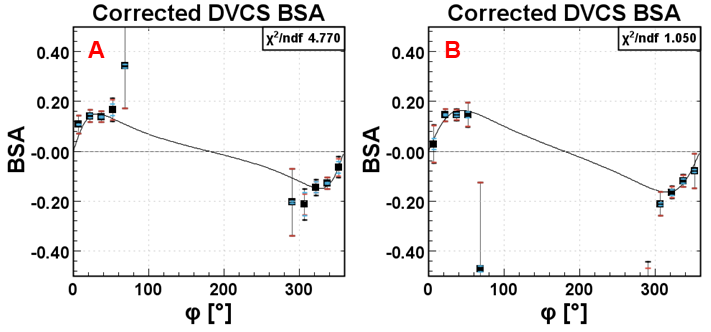 Corrected DVCS BSA
A
χ²/ndf 4.770
BSA
0.40
0.20
-0.00
-0.20
-0.40
0 100 200 300
φ [°]
Corrected DVCS BSA
B
χ²/ndf 1.050
BSA
0.40
0.20
-0.00
-0.20
-0.40
0 100 200 300
φ [°]